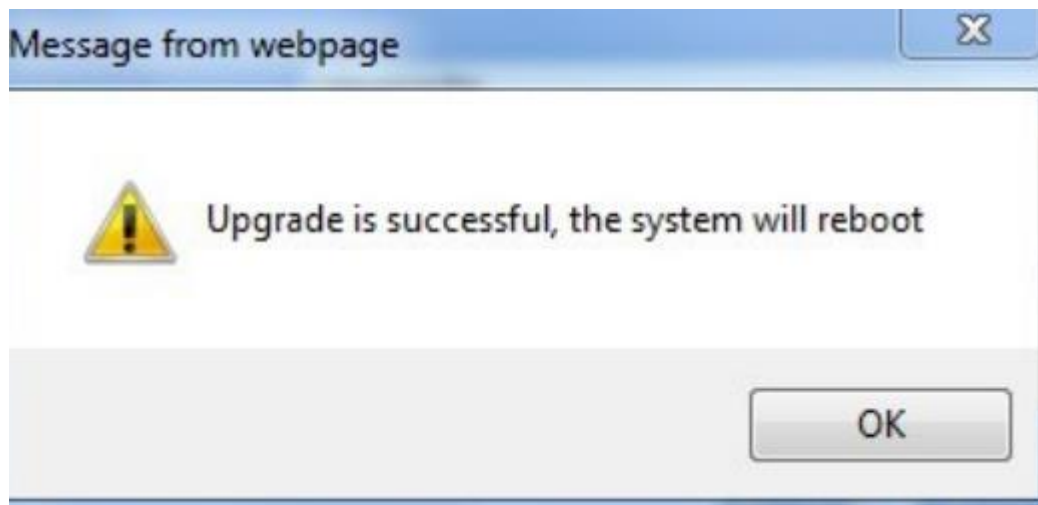 Message from webpage
Upgrade is successful, the system will reboot
OK